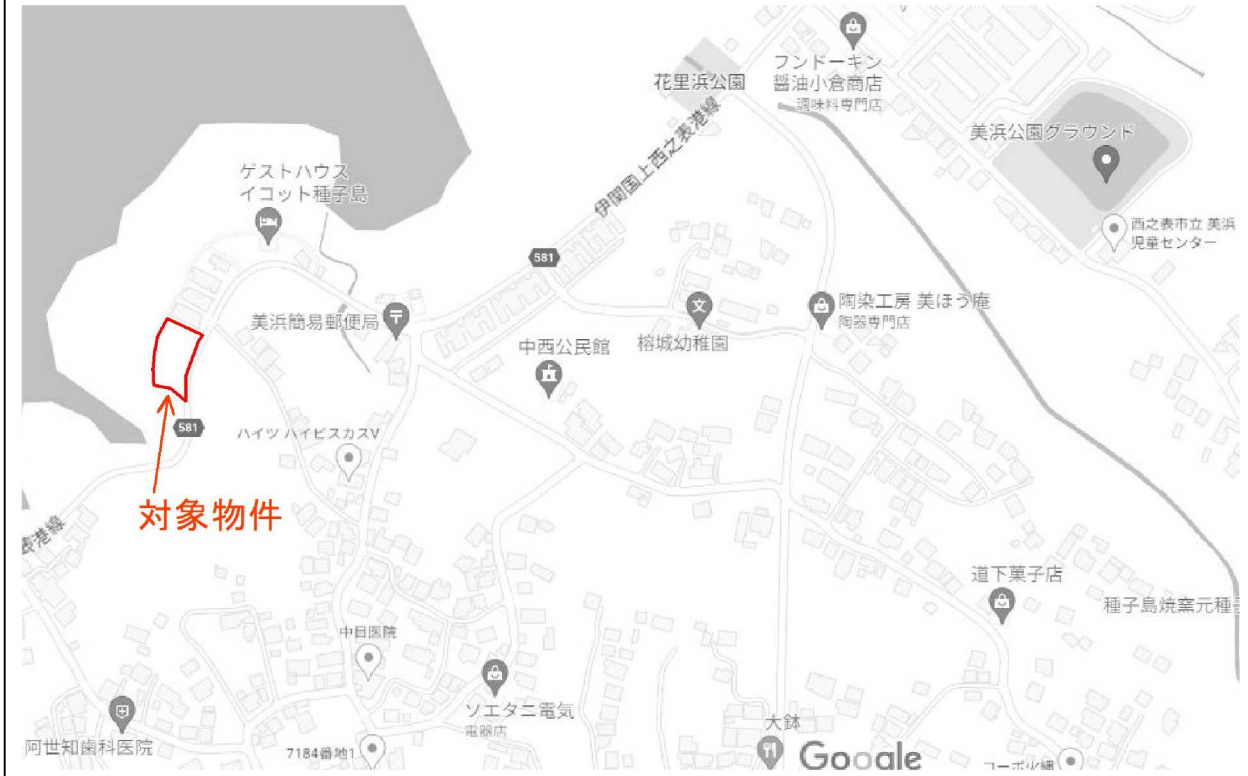 花里浜公園
フンドーキン
醤油小倉商店
調味料専門店
美浜公園グラウンド
ゲストハウス
イコット種子島
伊関国上西之表港線
西之表市立 美浜
児童センター
581
美浜簡易郵便局
中西公民館
榕城幼稚園
陶染工房 美ほう庵
陶器専門店
581
ハイツ ハイビスカスV
対象物件
表港線
道下菓子店
種子島焼窯元種
中目医院
ソエタニ電気
電器店
阿世知歯科医院
7184番地1
大鉢
Google
コーポ火縄